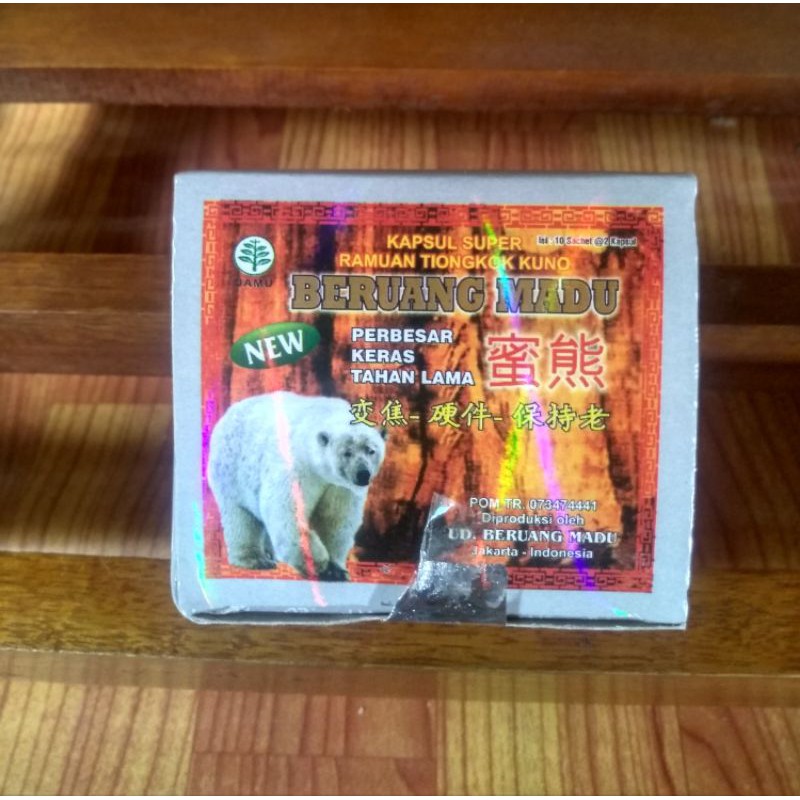 KAPSUL SUPER
Isi : 10 Sachet @2 Kapsul
RAMUAN TIONGKOK KUNO
JAMU
BERUANG MADU
NEW
PERBESAR
KERAS
TAHAN LAMA
蜜熊
变焦-硬件-保持老
POM TR. 073474441
Diproduksi oleh
UD. BERUANG MADU
Jakarta - Indonesia